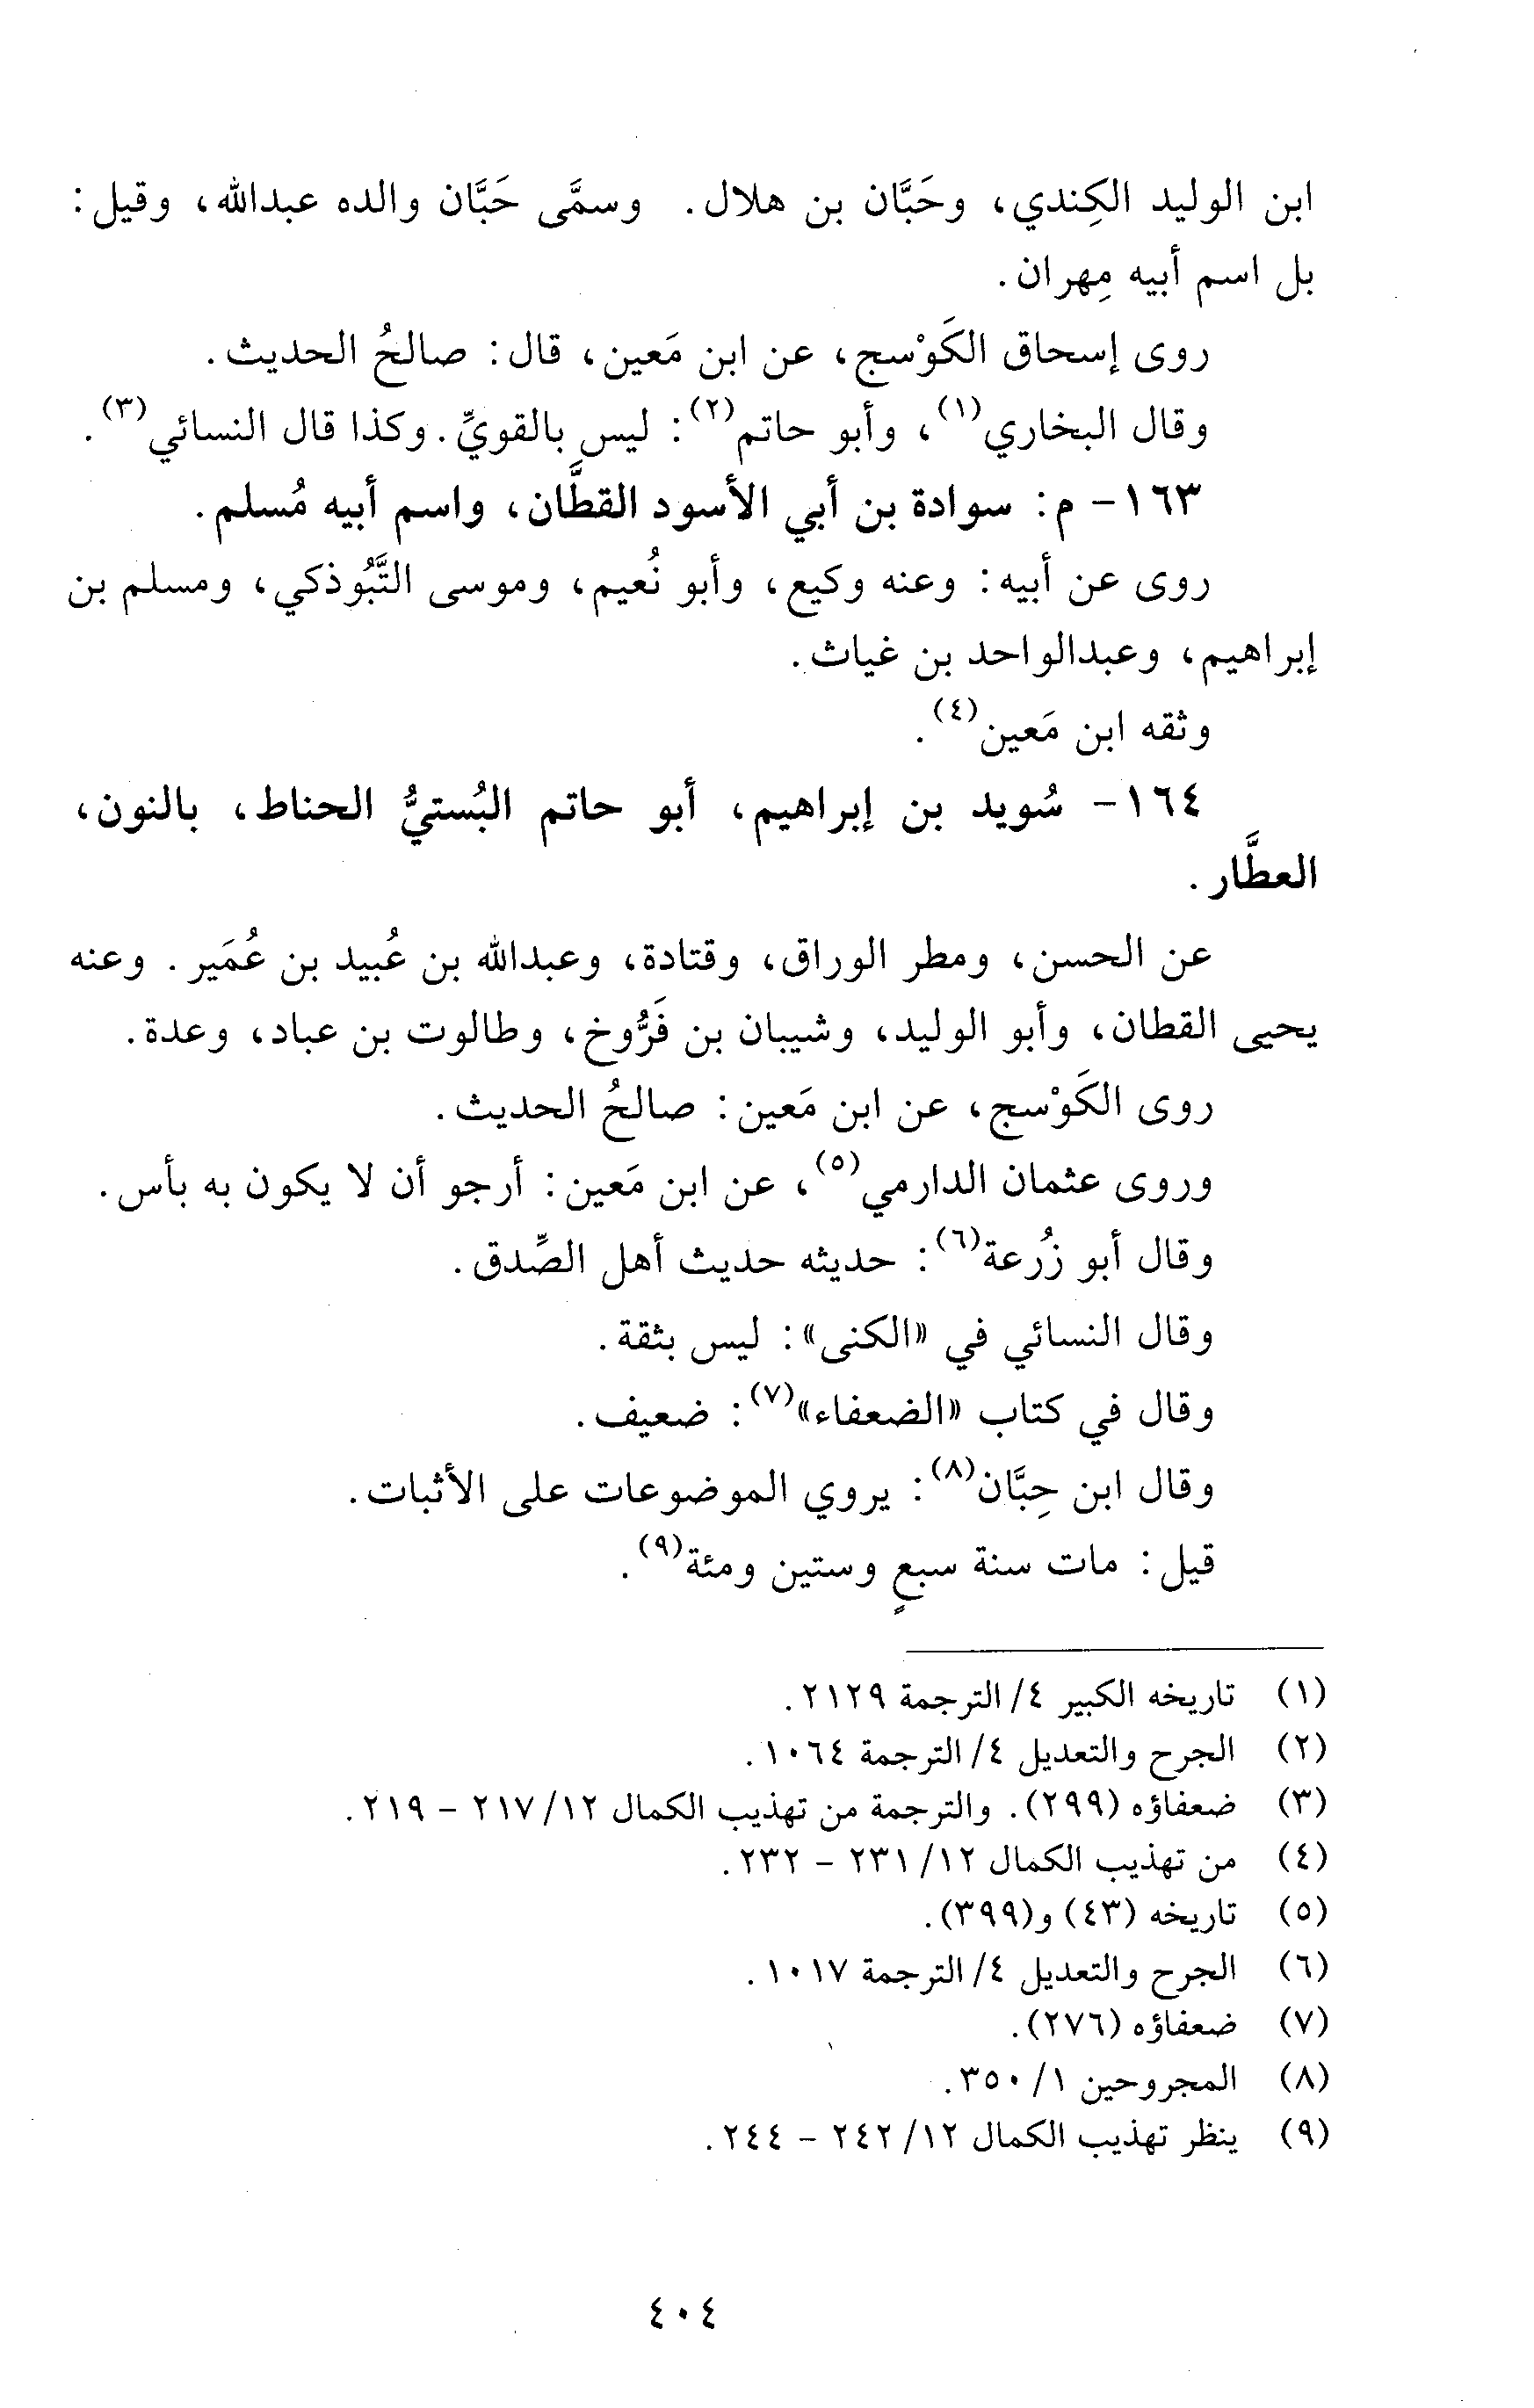 ابن الوليد الكِندي، وحَبَّان بن هلال. وسمَّى حَبَّان والده عبدالله، وقيل:
بل اسم أبيه مِهران.
روى إسحاق الكَوْسج، عن ابن مَعين، قال: صالحُ الحديث.
وقال البخاري(١)، وأبو حاتم(٢): ليس بالقويِّ. وكذا قال النسائي(٣).
١٦٣- م: سوادة بن أبي الأسود القطَّان، واسم أبيه مُسلم.
روى عن أبيه: وعنه وكيع، وأبو نُعيم، وموسى التَّبُوذكي، ومسلم بن
إبراهيم، وعبدالواحد بن غياث.
وثقه ابن مَعين(٤).
١٦٤- سُويد بن إبراهيم، أبو حاتم البُستيُّ الحناط، بالنون،
العطَّار.
عن الحسن، ومطر الوراق، وقتادة، وعبدالله بن عُبيد بن عُمَير. وعنه
يحيى القطان، وأبو الوليد، وشيبان بن فَرُّوخ، وطالوت بن عباد، وعدة.
روى الكَوْسج، عن ابن مَعين: صالحُ الحديث.
وروى عثمان الدارمي(٥)، عن ابن مَعين: أرجو أن لا يكون به بأس.
وقال أبو زُرعة(٦): حديثه حديث أهل الصِّدق.
وقال النسائي في «الكنى»: ليس بثقة.
وقال في كتاب «الضعفاء»(٧): ضعيف.
وقال ابن حِبَّان(٨): يروي الموضوعات على الأثبات.
قيل: مات سنة سبعٍ وستين ومئة(٩).
(١) تاريخه الكبير ٤/ الترجمة ٢١٢٩.
(٢) الجرح والتعديل ٤/ الترجمة ١٠٦٤.
(٣) ضعفاؤه (٢٩٩). والترجمة من تهذيب الكمال ١٢/ ٢١٧ - ٢١٩.
(٤) من تهذيب الكمال ١٢/ ٢٣١ - ٢٣٢.
(٥) تاريخه (٤٣) و(٣٩٩).
(٦) الجرح والتعديل ٤/ الترجمة ١٠١٧.
(٧) ضعفاؤه (٢٧٦).
(٨) المجروحين ١/ ٣٥٠.
(٩) ينظر تهذيب الكمال ١٢/ ٢٤٢ - ٢٤٤.
٤٠٤